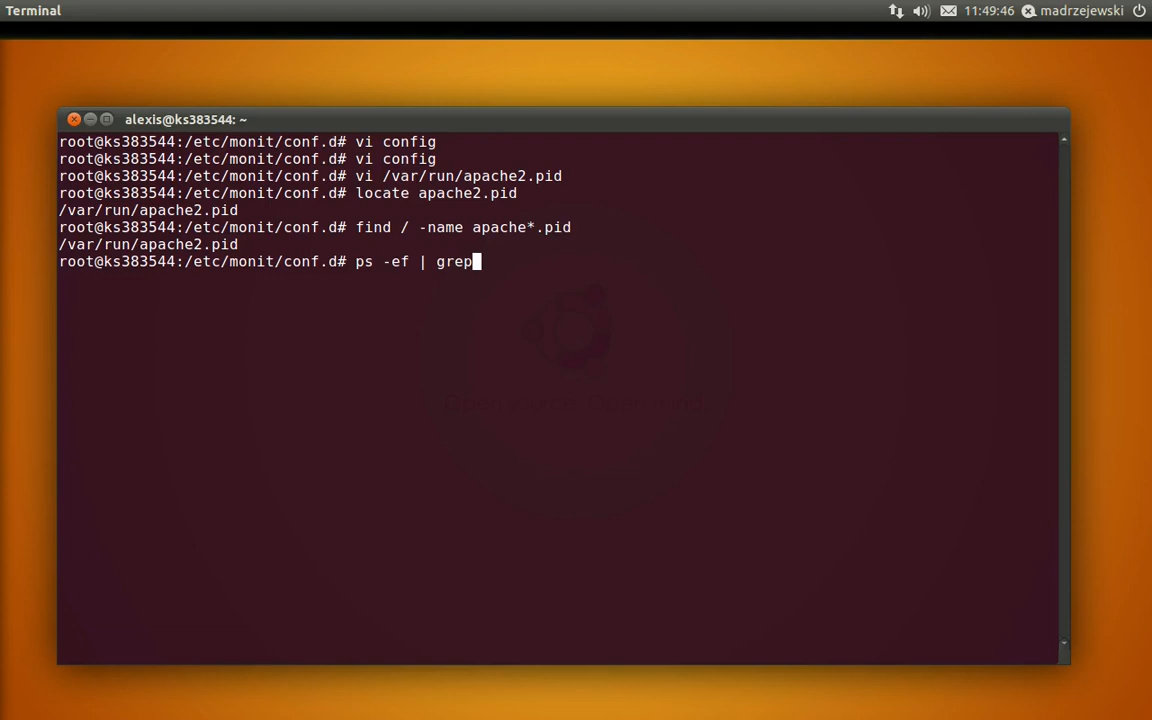 Terminal
11:49:46
madrzejewski
alexis@ks383544: ~
root@ks383544:/etc/monit/conf.d# vi config
root@ks383544:/etc/monit/conf.d# vi config
root@ks383544:/etc/monit/conf.d# vi /var/run/apache2.pid
root@ks383544:/etc/monit/conf.d# locate apache2.pid
/var/run/apache2.pid
root@ks383544:/etc/monit/conf.d# find / -name apache*.pid
/var/run/apache2.pid
root@ks383544:/etc/monit/conf.d# ps -ef | grep